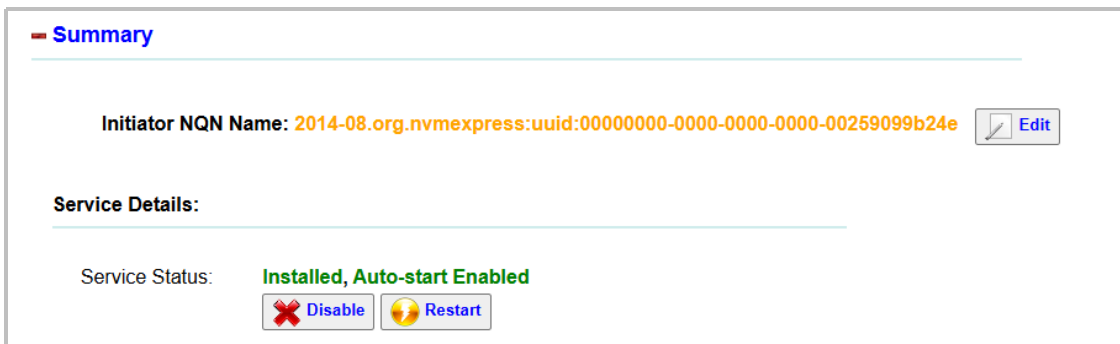 Summary
Initiator NQN Name: 2014-08.org.nvmexpress:uuid:00000000-0000-0000-0000-00259099b24e Edit
Service Details:
Service Status: Installed, Auto-start Enabled
Disable Restart